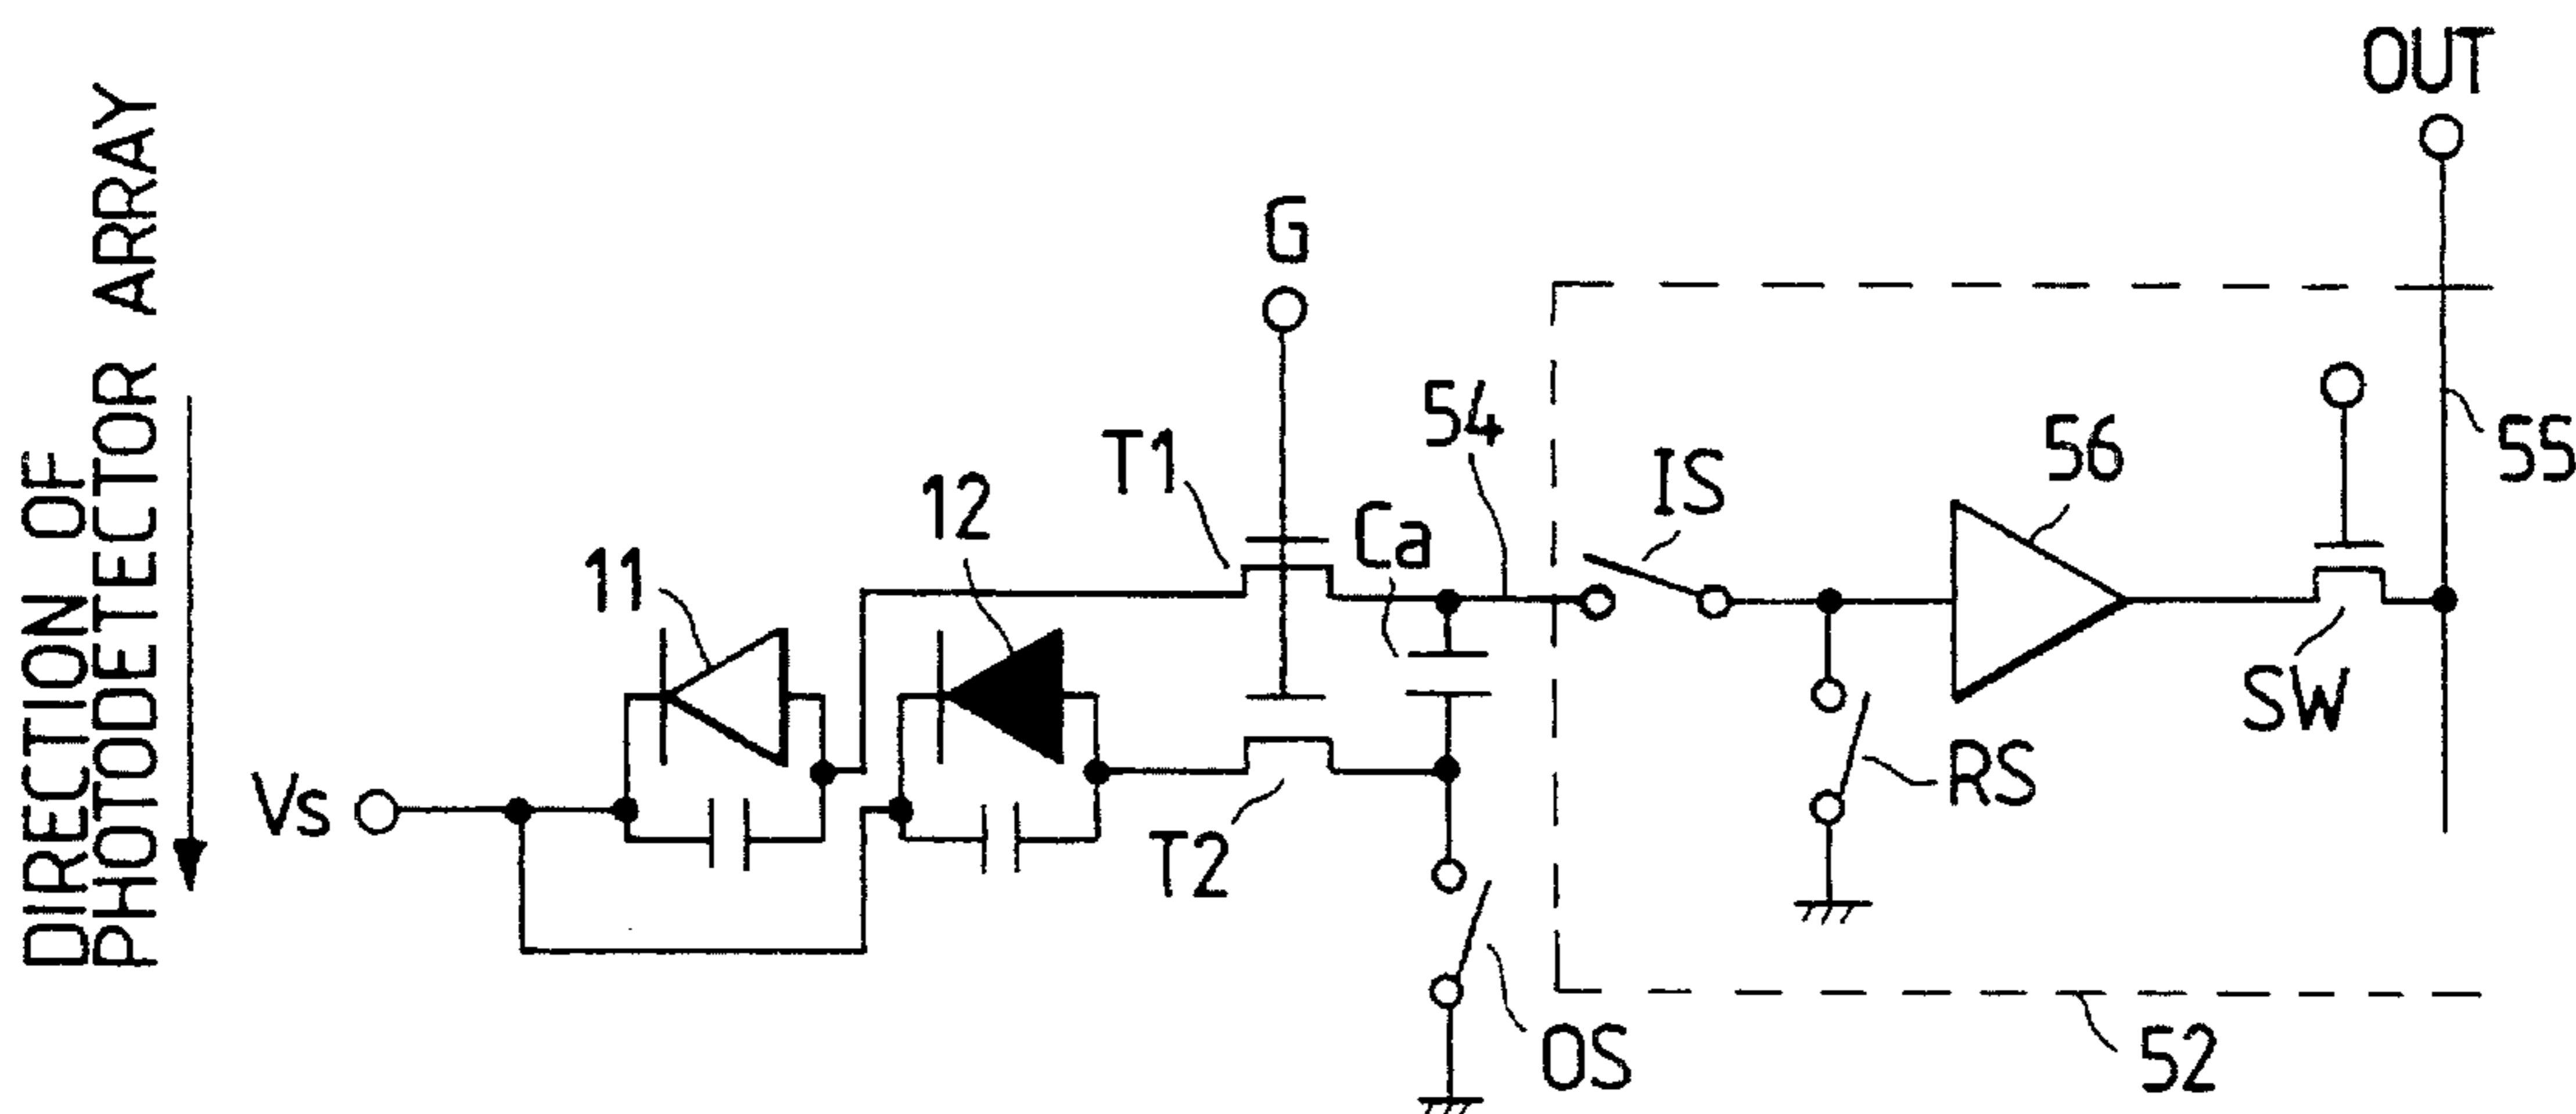 DIRECTION OF
PHOTODETECTOR ARRAY
OUT
G
T1
54
IS
56
55
12
Ca
11
SW
Vs
T2
RS
OS
52